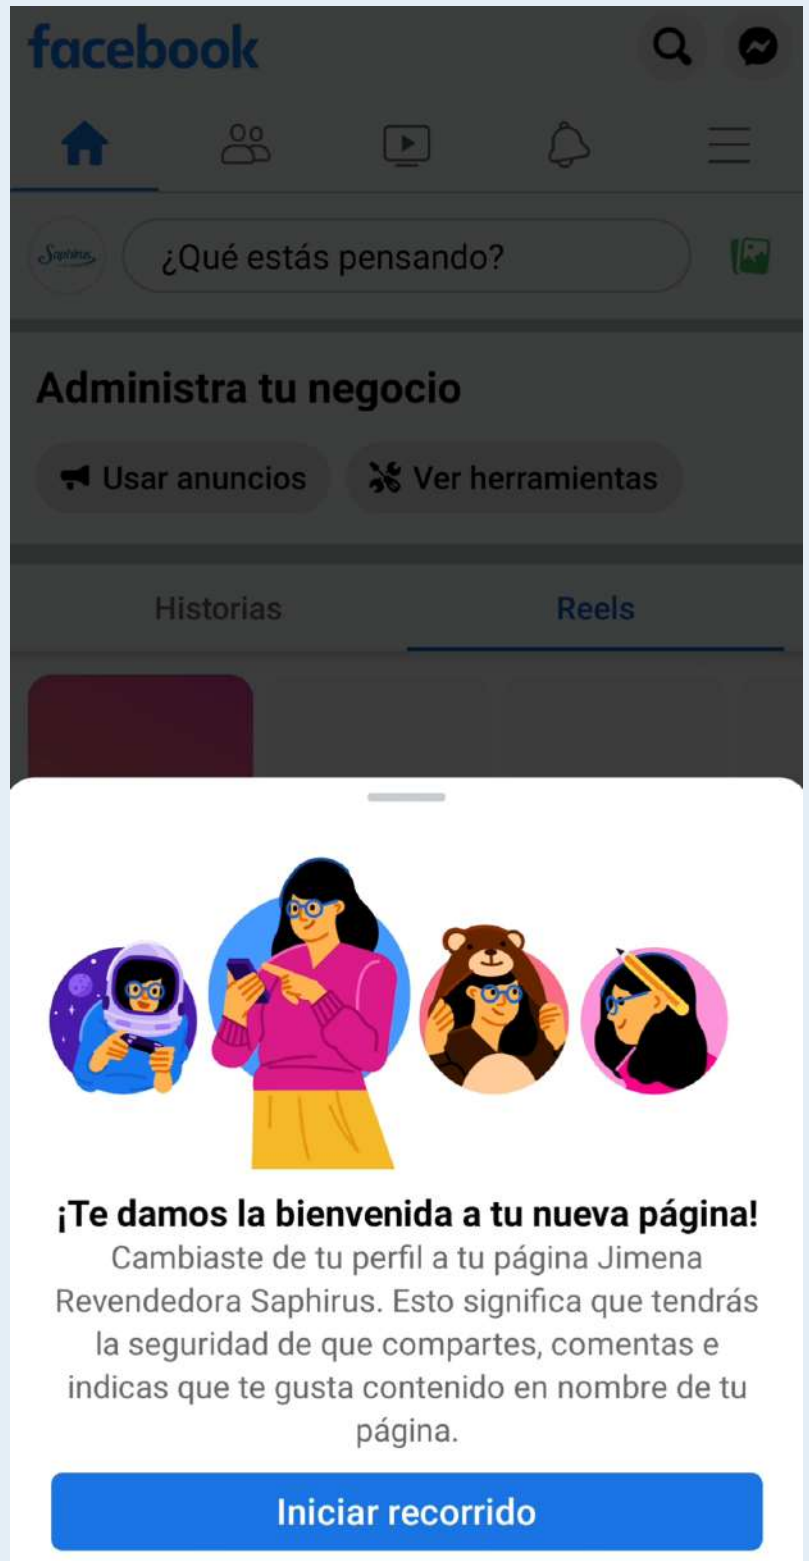 facebook
Saphirus
¿Qué estás pensando?
Administra tu negocio
Usar anuncios
Ver herramientas
Historias
Reels
¡Te damos la bienvenida a tu nueva página!
Cambiaste de tu perfil a tu página Jimena
Revendedora Saphirus. Esto significa que tendrás
la seguridad de que compartes, comentas e
indicas que te gusta contenido en nombre de tu
página.
Iniciar recorrido